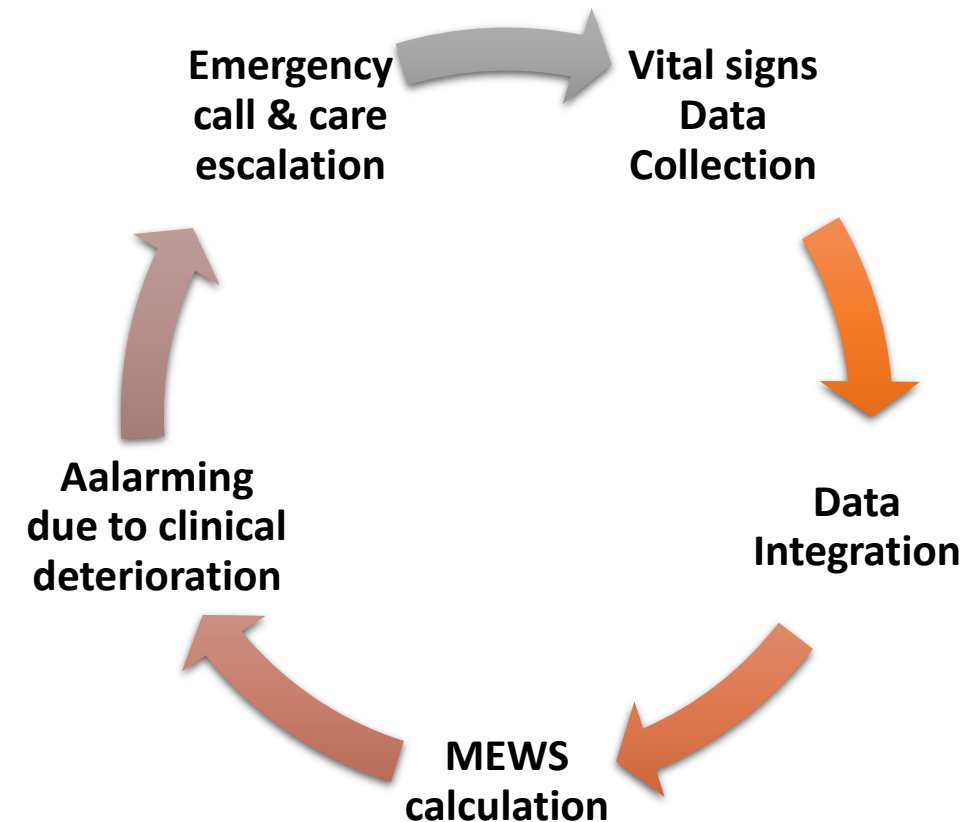 Emergency
call & care
escalation
Vital signs
Data
Collection
Data
Integration
MEWS
calculation
Aalarming
due to clinical
deterioration